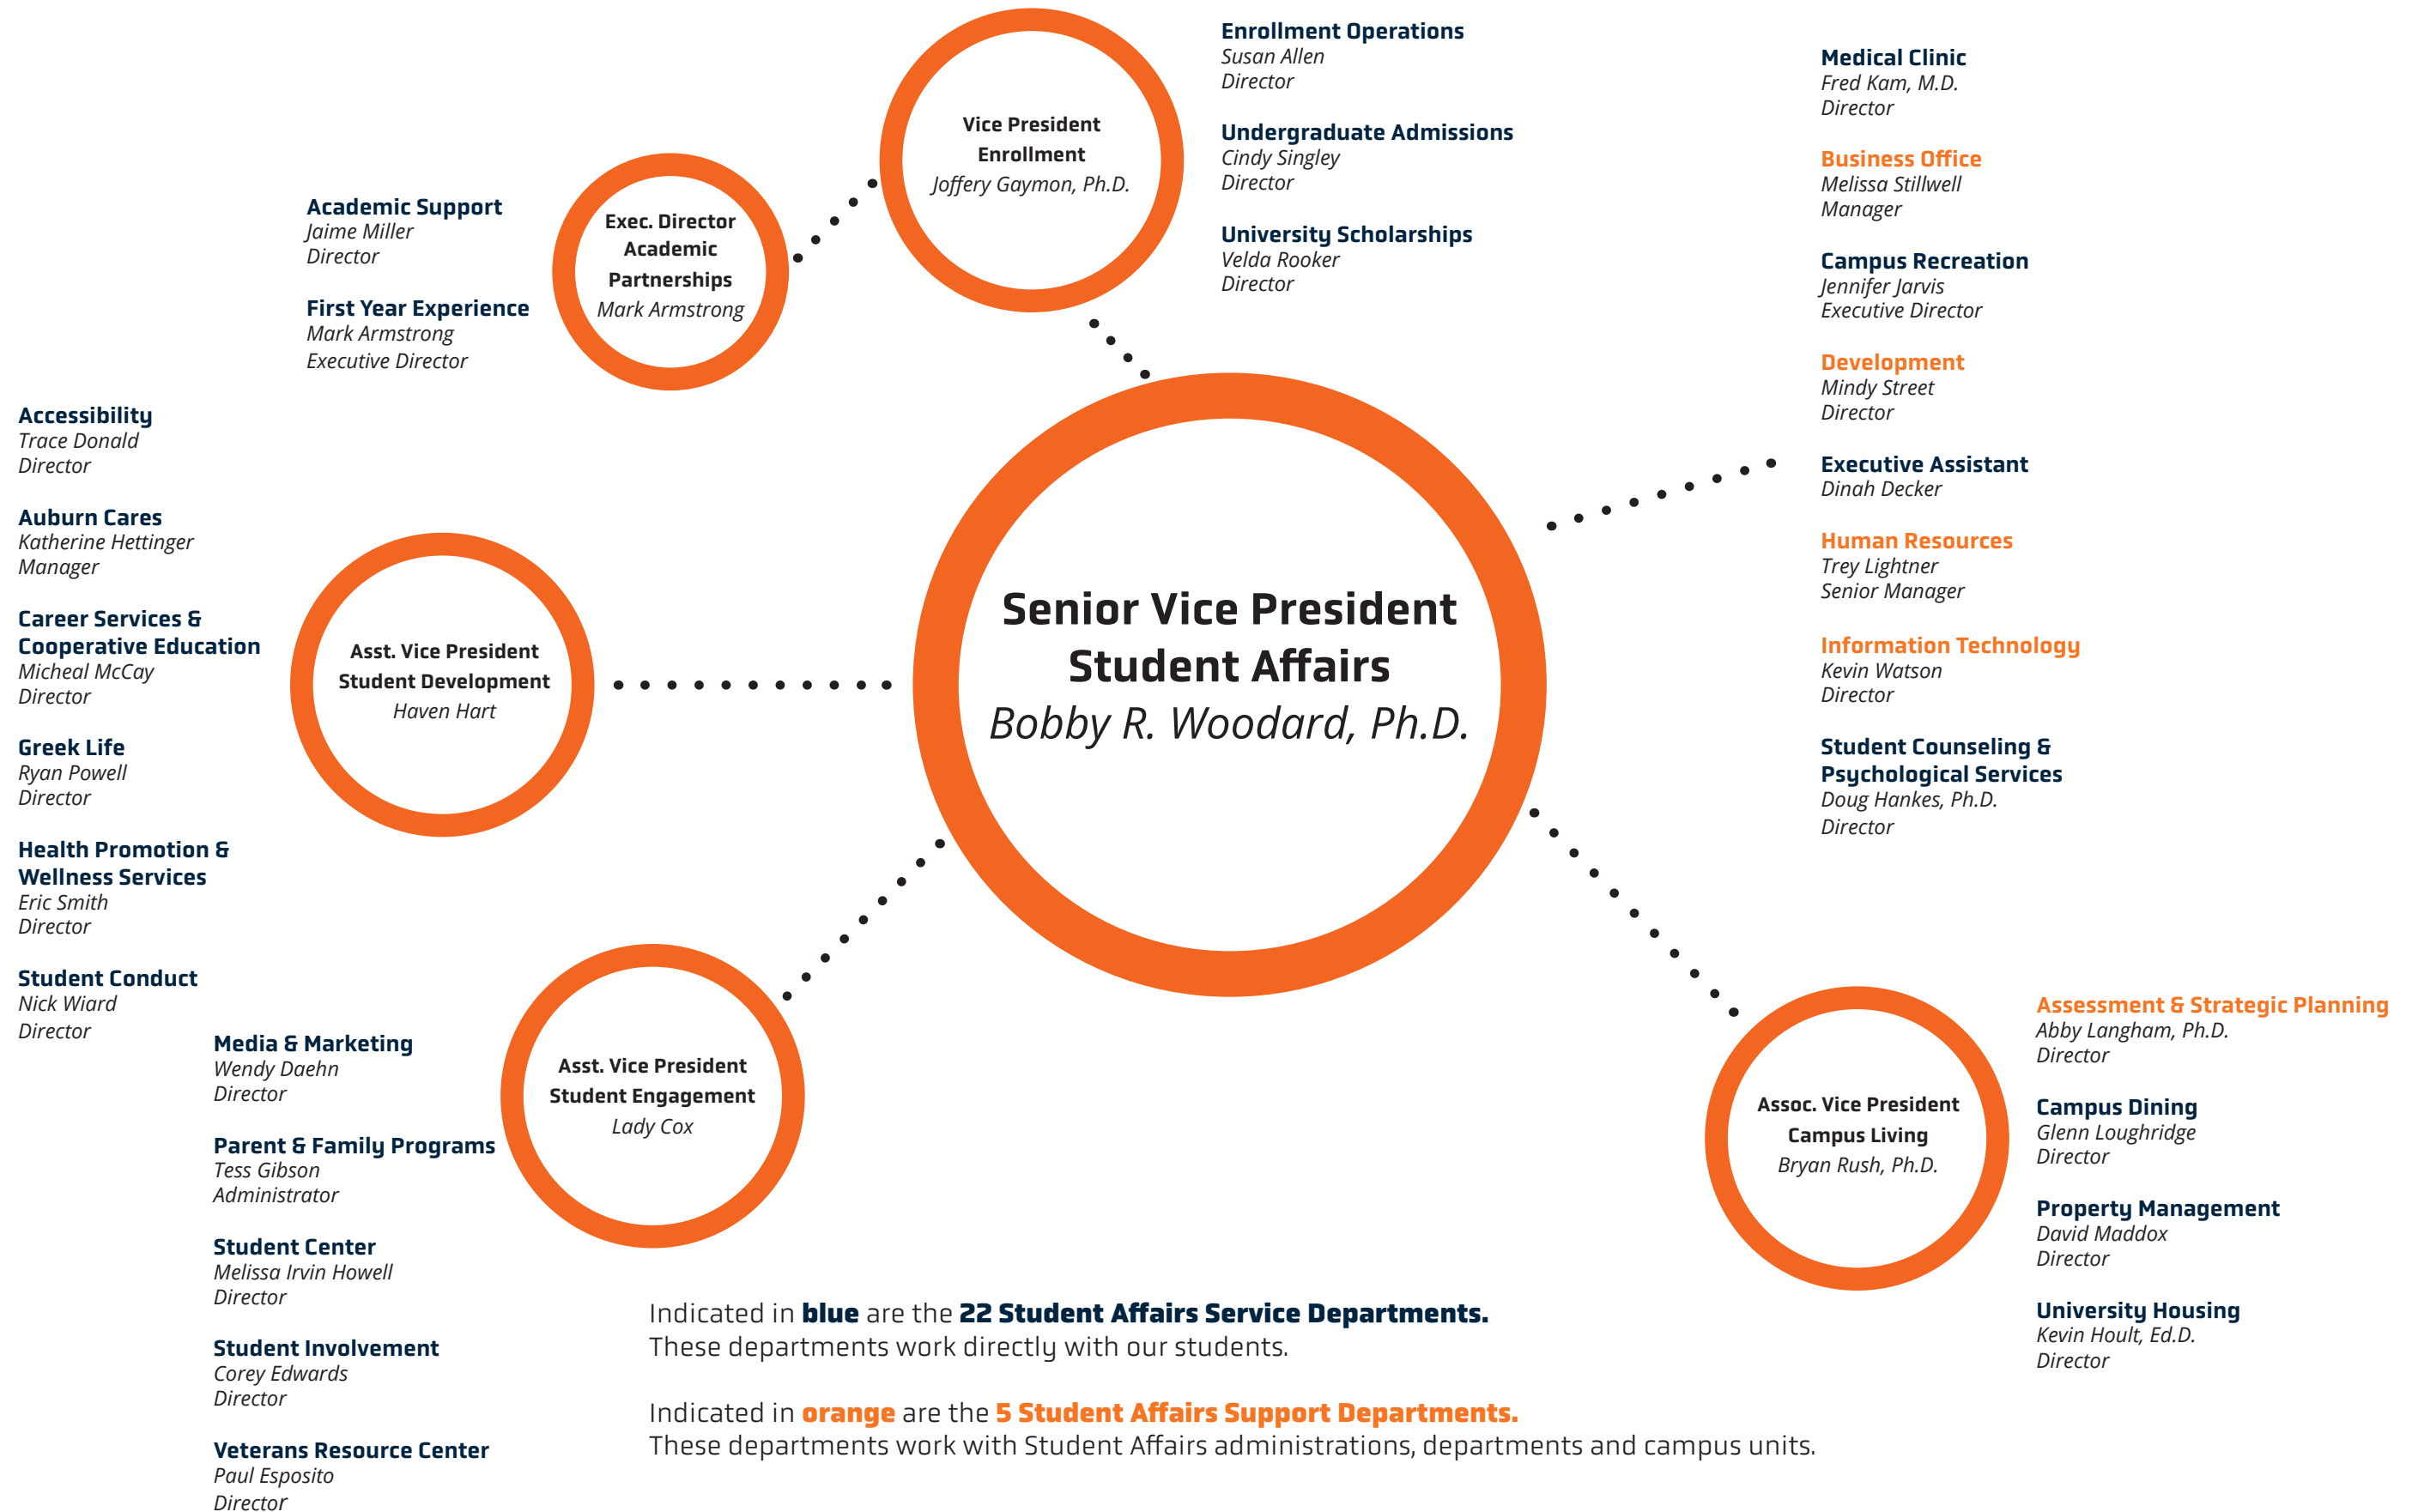 Vice President
Enrollment
Joffery Gaymon, Ph.D.
Enrollment Operations
Susan Allen
Director
Undergraduate Admissions
Cindy Singley
Director
University Scholarships
Velda Rooker
Director
Exec. Director
Academic
Partnerships
Mark Armstrong
Academic Support
Jaime Miller
Director
First Year Experience
Mark Armstrong
Executive Director
Medical Clinic
Fred Kam, M.D.
Director
Business Office
Melissa Stillwell
Manager
Campus Recreation
Jennifer Jarvis
Executive Director
Development
Mindy Street
Director
Executive Assistant
Dinah Decker
Human Resources
Trey Lightner
Senior Manager
Information Technology
Kevin Watson
Director
Student Counseling &
Psychological Services
Doug Hankes, Ph.D.
Director
Senior Vice President
Student Affairs
Bobby R. Woodard, Ph.D.
Accessibility
Trace Donald
Director
Auburn Cares
Katherine Hettinger
Manager
Career Services &
Cooperative Education
Micheal McCay
Director
Greek Life
Ryan Powell
Director
Health Promotion &
Wellness Services
Eric Smith
Director
Student Conduct
Nick Wiard
Director
Asst. Vice President
Student Development
Haven Hart
Media & Marketing
Wendy Daehn
Director
Parent & Family Programs
Tess Gibson
Administrator
Student Center
Melissa Irvin Howell
Director
Student Involvement
Corey Edwards
Director
Veterans Resource Center
Paul Esposito
Director
Asst. Vice President
Student Engagement
Lady Cox
Assoc. Vice President
Campus Living
Bryan Rush, Ph.D.
Assessment & Strategic Planning
Abby Langham, Ph.D.
Director
Campus Dining
Glenn Loughridge
Director
Property Management
David Maddox
Director
University Housing
Kevin Hoult, Ed.D.
Director
Indicated in blue are the 22 Student Affairs Service Departments.
These departments work directly with our students.
Indicated in orange are the 5 Student Affairs Support Departments.
These departments work with Student Affairs administrations, departments and campus units.